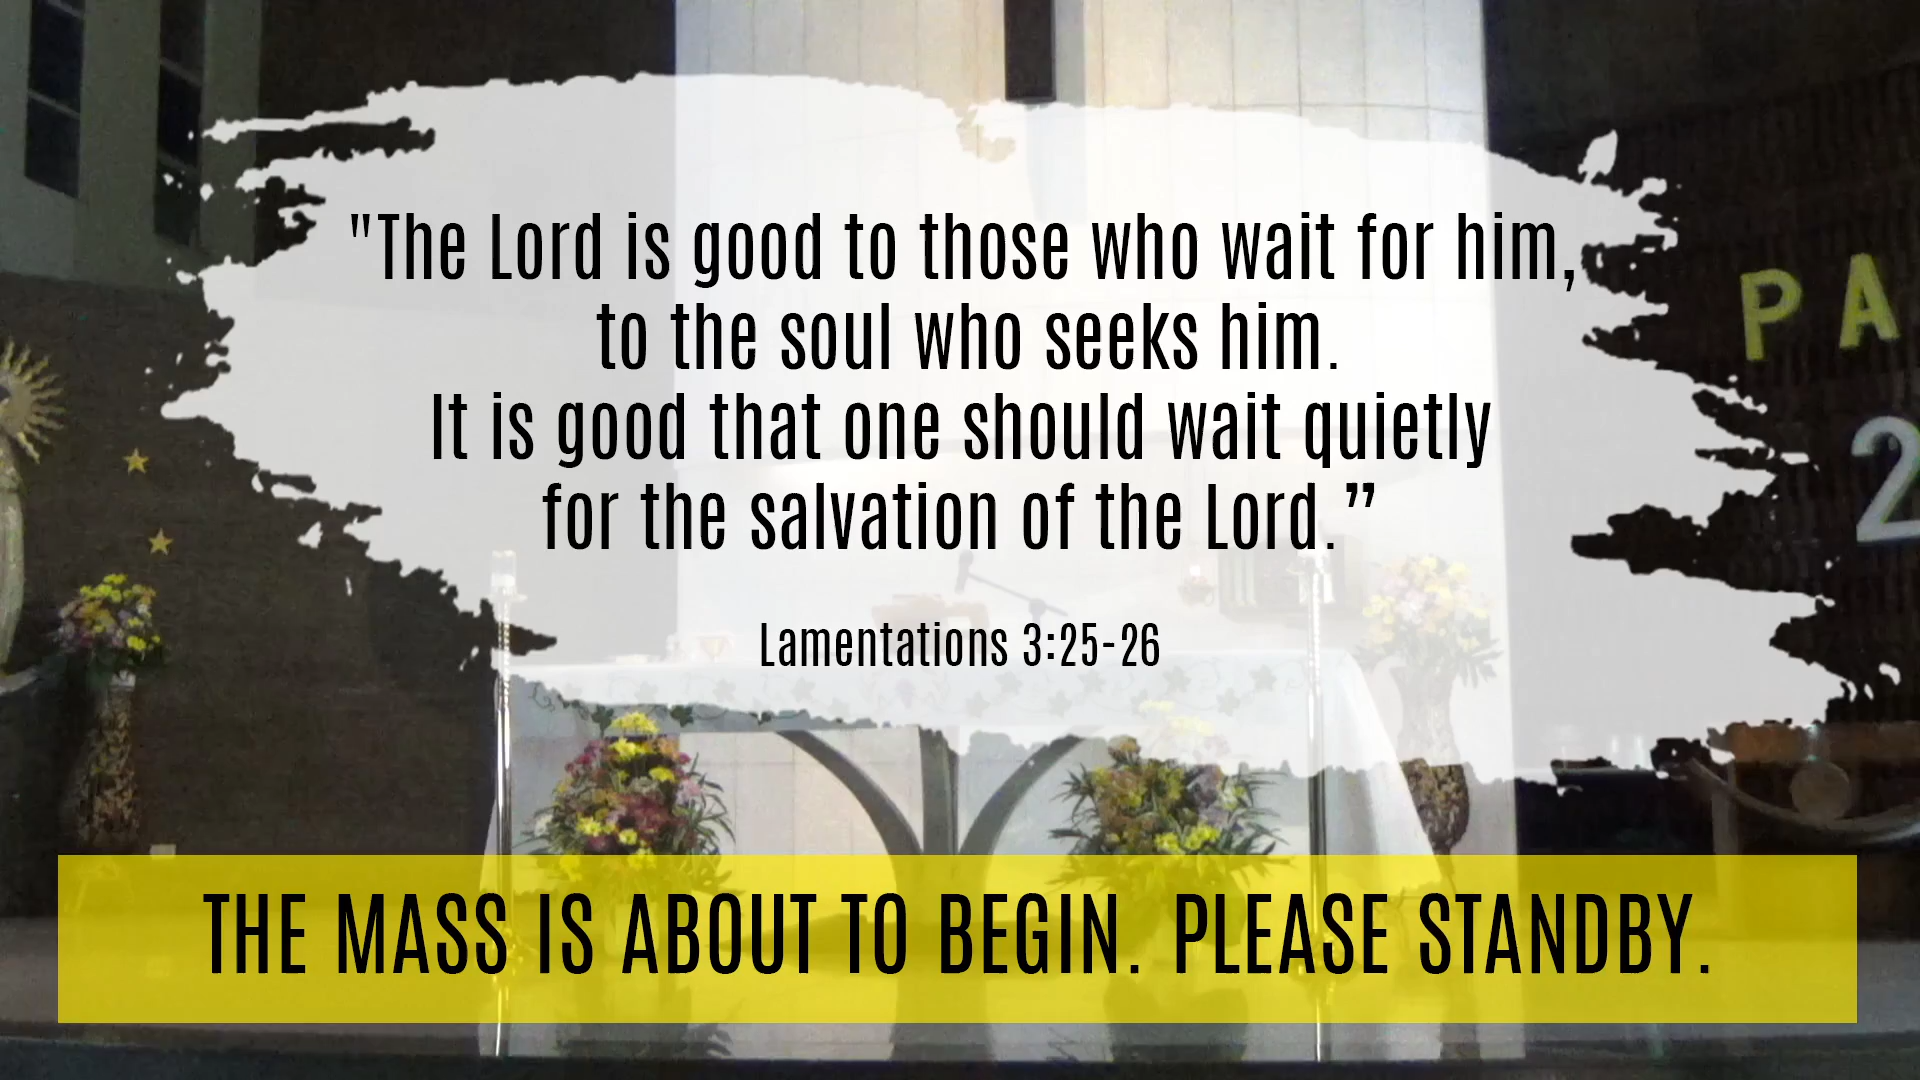 "The Lord is good to those who wait for him,
to the soul who seeks him.
It is good that one should wait quietly
for the salvation of the Lord.”
Lamentations 3:25-26
PA
2
THE MASS IS ABOUT TO BEGIN. PLEASE STANDBY.